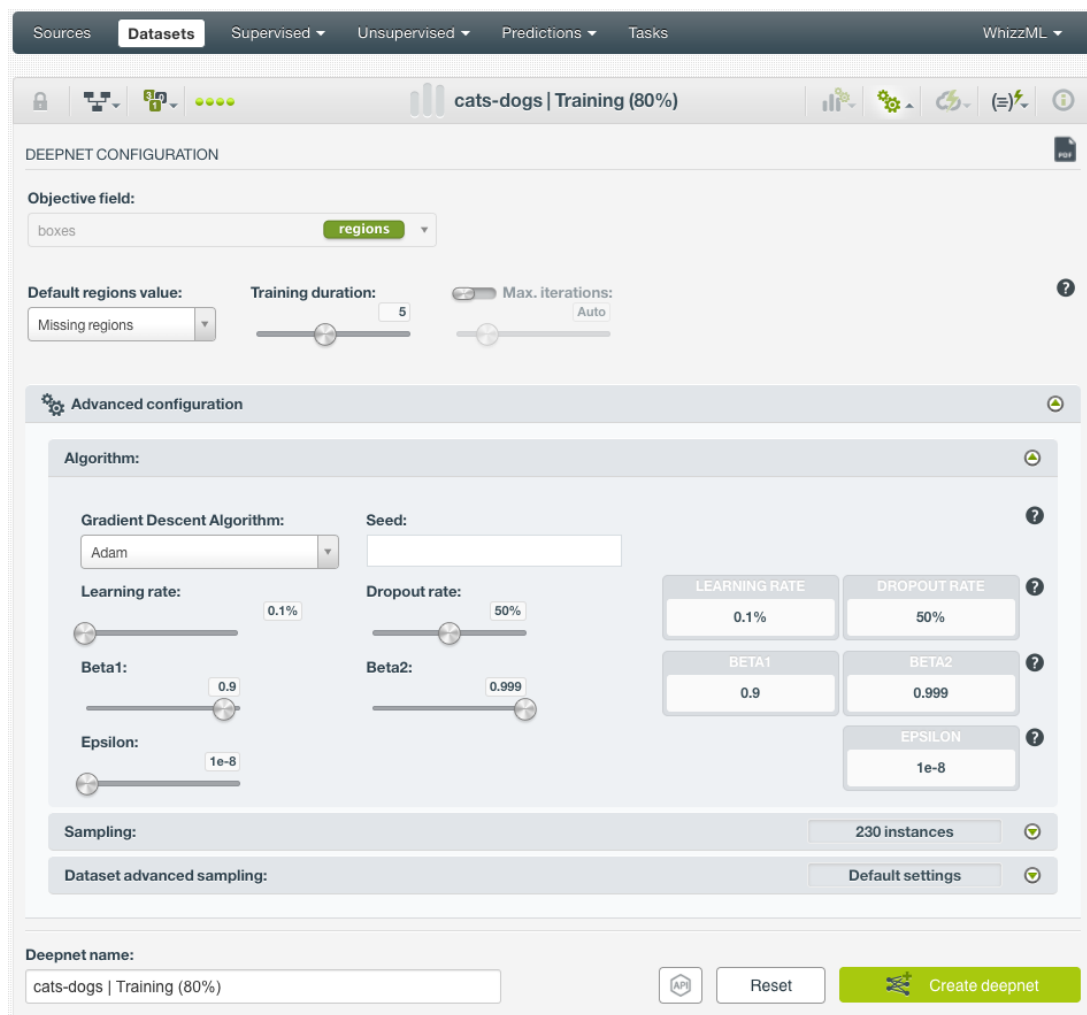 Sources Datasets Supervised Unsupervised Predictions Tasks WhizzML
cats-dogs | Training (80%)
DEEPNET CONFIGURATION
PDF
Objective field:
boxes regions
Default regions value: Training duration: Max. iterations:
5 Auto
Missing regions
Advanced configuration
Algorithm:
Gradient Descent Algorithm: Seed:
Adam
Learning rate: Dropout rate: LEARNING RATE DROPOUT RATE
0.1% 50% 0.1% 50%
Beta1: Beta2: BETA1 BETA2
0.9 0.999 0.9 0.999
Epsilon: EPSILON
1e-8 1e-8
Sampling: 230 instances
Dataset advanced sampling: Default settings
Deepnet name:
cats-dogs | Training (80%) API Reset Create deepnet